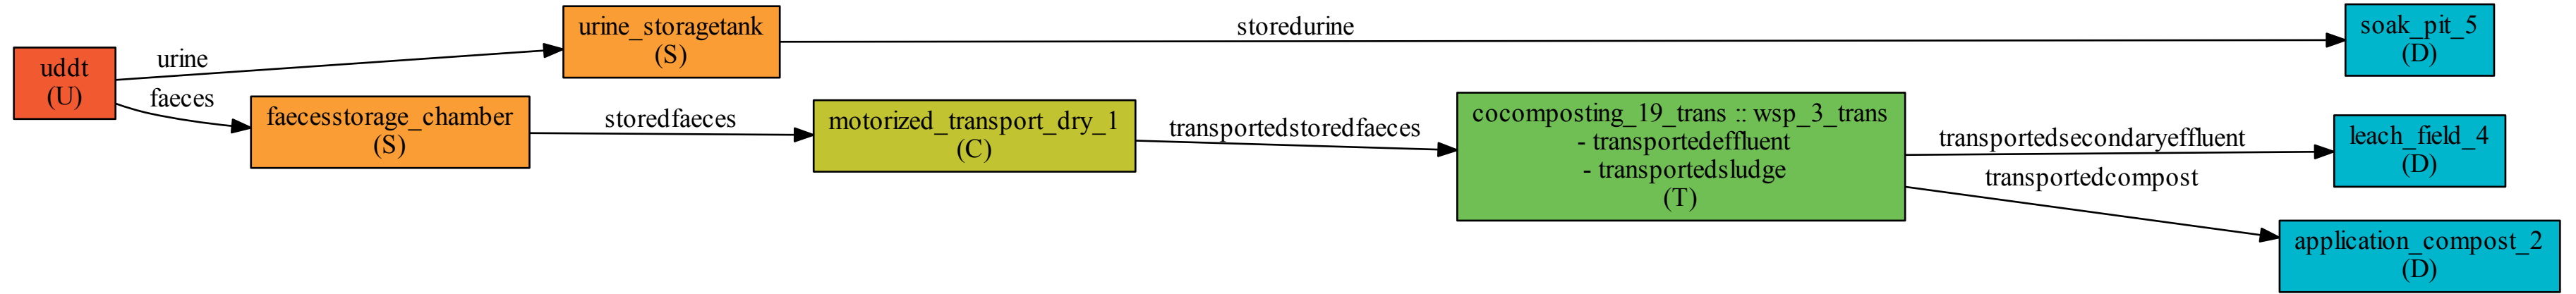 uddt
(U)
urine
faeces
urine_storagetank
(S)
faecesstorage_chamber
(S)
storedurine
storedfaeces
motorized_transport_dry_1
(C)
transportedstoredfaeces
cocomposting_19_trans :: wsp_3_trans
- transportedeffluent
- transportedsludge
(T)
transportedsecondaryeffluent
transportedcompost
soak_pit_5
(D)
leach_field_4
(D)
application_compost_2
(D)